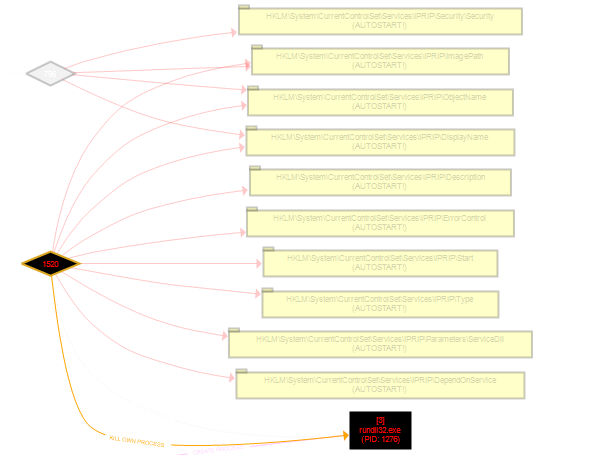 HKLM\System\CurrentControlSet\Services\IPRIP\Security\Security
(AUTOSTART!)
HKLM\System\CurrentControlSet\Services\IPRIP\ImagePath
(AUTOSTART!)
HKLM\System\CurrentControlSet\Services\IPRIP\ObjectName
(AUTOSTART!)
HKLM\System\CurrentControlSet\Services\IPRIP\DisplayName
(AUTOSTART!)
HKLM\System\CurrentControlSet\Services\IPRIP\Description
(AUTOSTART!)
HKLM\System\CurrentControlSet\Services\IPRIP\ErrorControl
(AUTOSTART!)
1520
HKLM\System\CurrentControlSet\Services\IPRIP\Start
(AUTOSTART!)
HKLM\System\CurrentControlSet\Services\IPRIP\Type
(AUTOSTART!)
HKLM\System\CurrentControlSet\Services\IPRIP\Parameters\ServiceDll
(AUTOSTART!)
HKLM\System\CurrentControlSet\Services\IPRIP\DependOnService
(AUTOSTART!)
[3]
rundll32.exe
(PID: 1276)
KILL OWN PROCESS
CREATE PROCESS